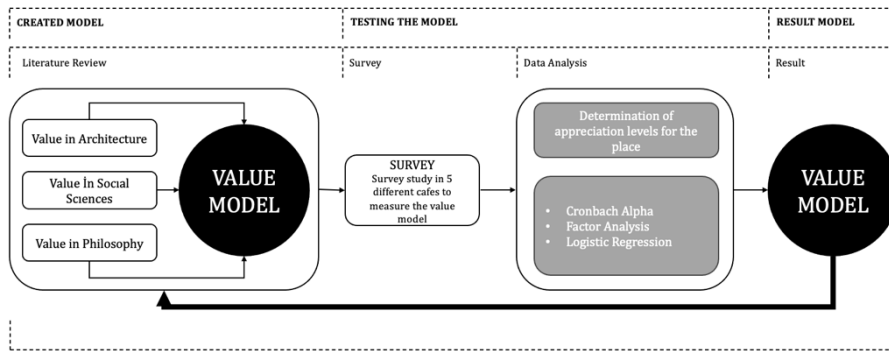 CREATED MODEL
TESTING THE MODEL
RESULT MODEL
Literature Review
Survey
Data Analysis
Result
Value in Architecture
Value İn Socıal
Scıences
Value in Philosophy
VALUE
MODEL
SURVEY
Survey study in 5
different cafes to
measure the value
model
Determination of
appreciation levels for the
place
• Cronbach Alpha
• Factor Analysis
• Logistic Regression
VALUE
MODEL